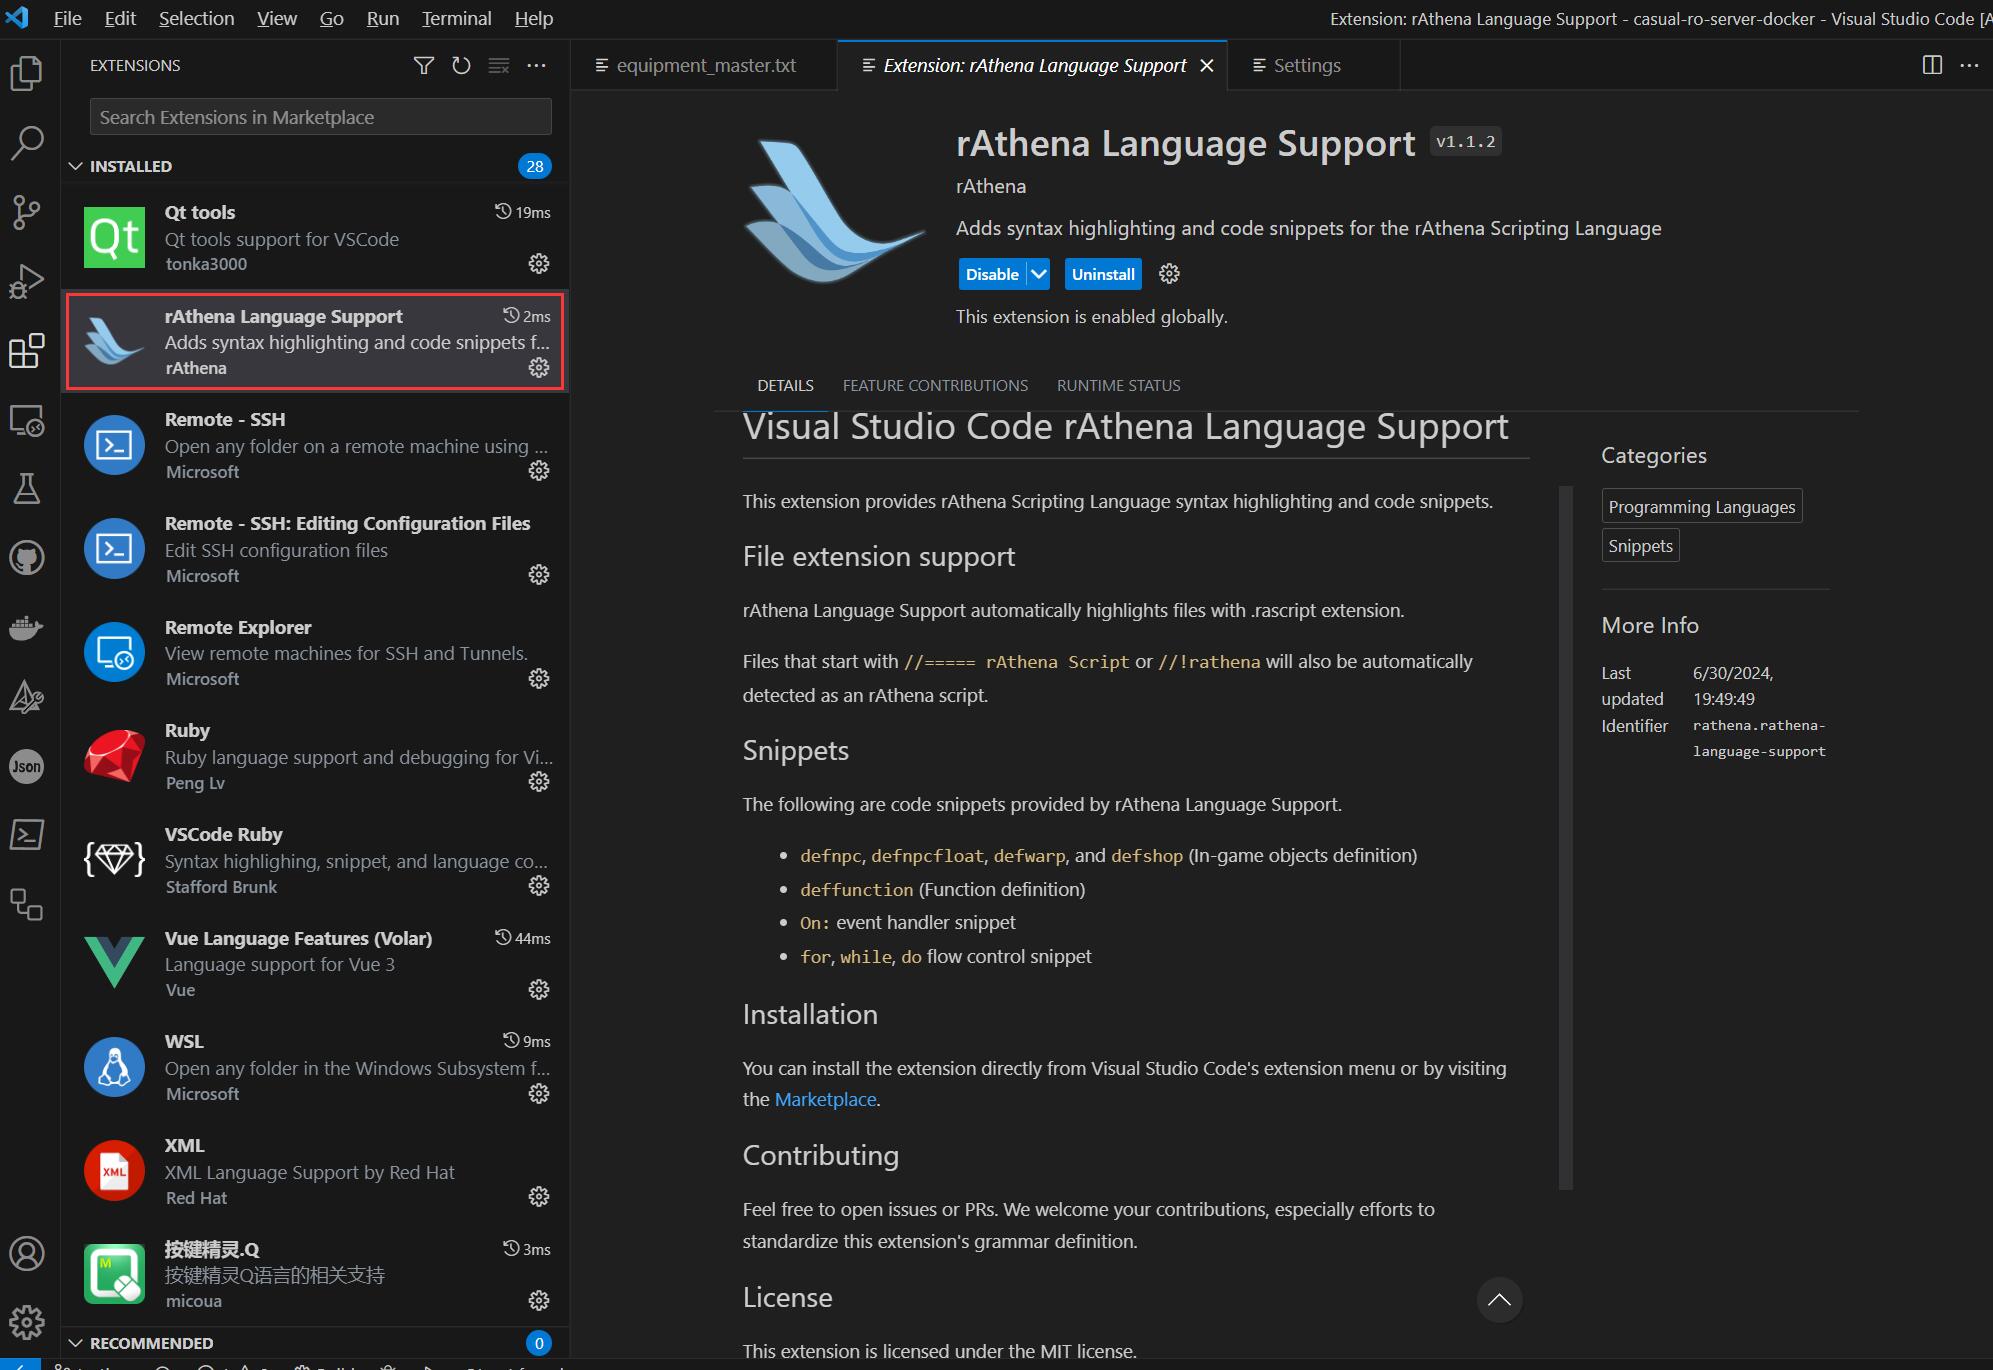 File Edit Selection View Go Run Terminal Help
Extension: rAthena Language Support - casual-ro-server-docker - Visual Studio Code [A
EXTENSIONS
Search Extensions in Marketplace
INSTALLED 28
Qt
Qt tools 19ms
Qt tools support for VSCode
tonka3000
rAthena Language Support 2ms
Adds syntax highlighting and code snippets f...
rAthena
Remote - SSH
Open any folder on a remote machine using ...
Microsoft
Remote - SSH: Editing Configuration Files
Edit SSH configuration files
Microsoft
Remote Explorer
View remote machines for SSH and Tunnels.
Microsoft
Ruby
Ruby language support and debugging for Vi...
Peng Lv
VSCode Ruby
Syntax highlighing, snippet, and language co...
Stafford Brunk
Vue Language Features (Volar) 44ms
Language support for Vue 3
Vue
WSL 9ms
Open any folder in the Windows Subsystem f...
Microsoft
XML
XML
XML Language Support by Red Hat
Red Hat
M
按键精灵.Q 3ms
按键精灵Q语言的相关支持
micoua
RECOMMENDED 0
Json
equipment_master.txt
Extension: rAthena Language Support
Settings
rAthena Language Support v1.1.2
rAthena
Adds syntax highlighting and code snippets for the rAthena Scripting Language
Disable Uninstall
This extension is enabled globally.
DETAILS FEATURE CONTRIBUTIONS RUNTIME STATUS
Visual Studio Code rAthena Language Support
This extension provides rAthena Scripting Language syntax highlighting and code snippets.
File extension support
rAthena Language Support automatically highlights files with .rascript extension.
Files that start with //===== rAthena Script or //!rathena will also be automatically
detected as an rAthena script.
Snippets
The following are code snippets provided by rAthena Language Support.
• defnpc, defnpcfloat, defwarp, and defshop (In-game objects definition)
• deffunction (Function definition)
• On: event handler snippet
• for, while, do flow control snippet
Installation
You can install the extension directly from Visual Studio Code's extension menu or by visiting
the Marketplace.
Contributing
Feel free to open issues or PRs. We welcome your contributions, especially efforts to
standardize this extension's grammar definition.
License
This extension is licensed under the MIT license.
Categories
Programming Languages
Snippets
More Info
Last 6/30/2024,
updated 19:49:49
Identifier rathena.rathena-
language-support